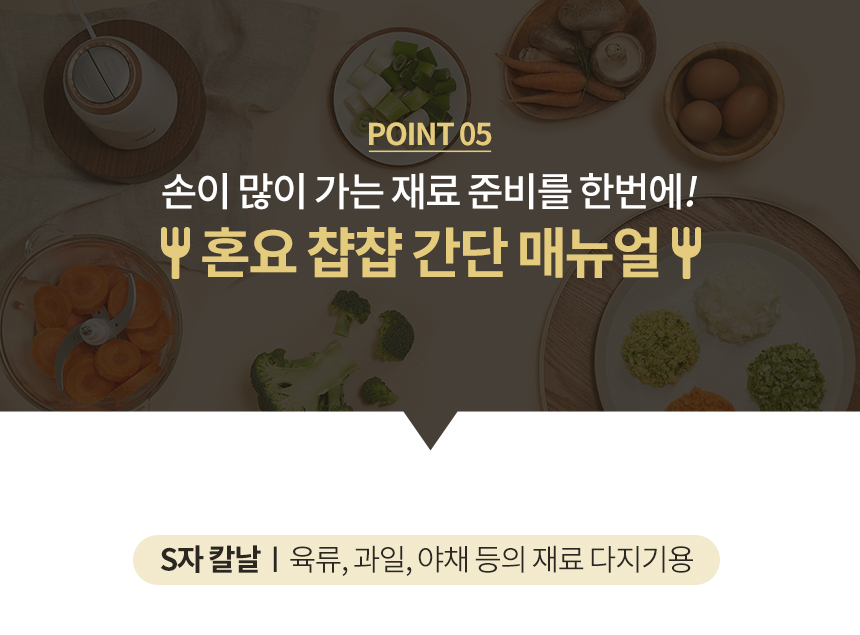 POINT 05
손이 많이 가는 재료 준비를 한번에!
혼요 챱챱 간단 매뉴얼
S자 칼날 | 육류, 과일, 야채 등의 재료 다지기용